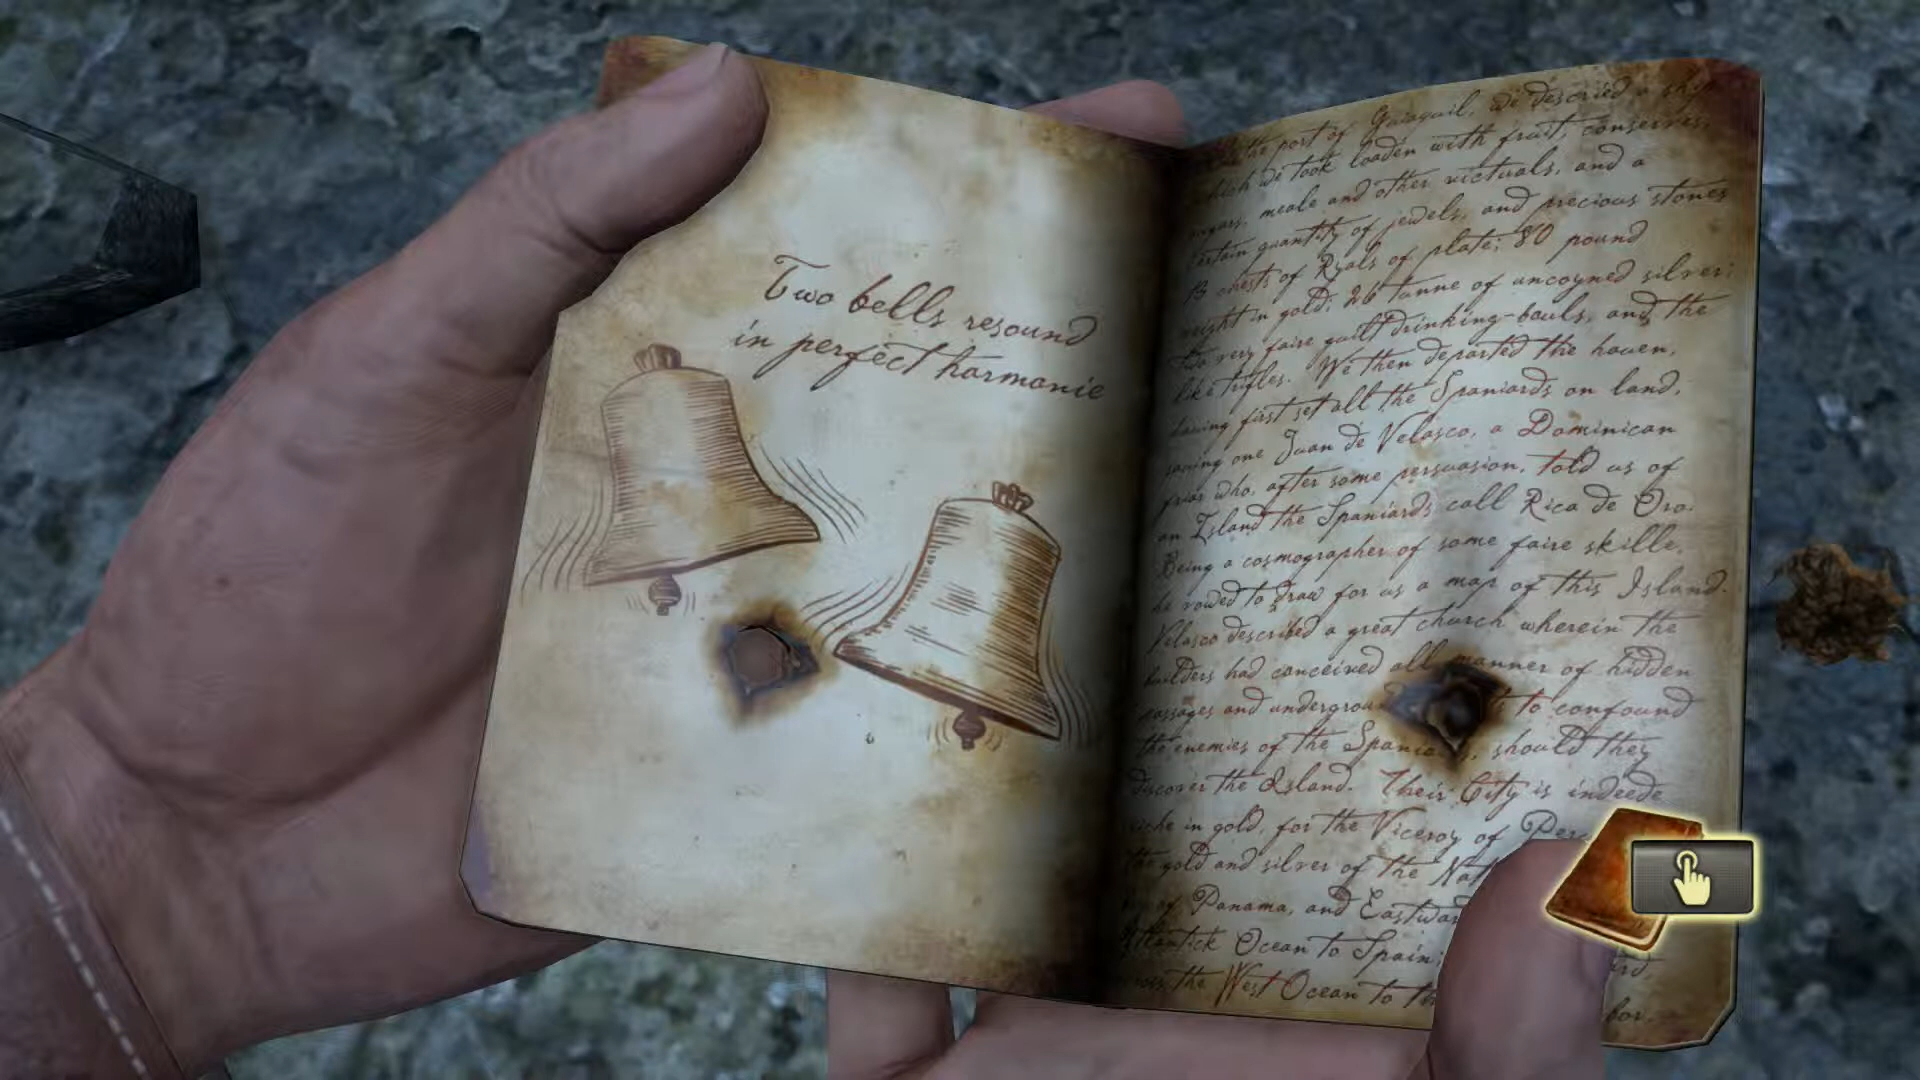 Two bells resound
in perfect harmonie
the port of Guiaquil, we descried a ship
which we took loaden with fruit, conserves,
sugars, meale and other victuals, and a
certain quantity of jewels, and precious stones
13 chests of Ryals of plate; 80 pound
weight in gold; 26 tunne of uncoyned silver;
two very faire guilt drinking-bouls, and the
like trifles. We then departed the haven,
having first set all the Spaniards on land,
saving one Juan de Velasco, a Dominican
friar who, after some persuasion, told us of
an Island the Spaniards call Rica de Oro.
Being a cosmographer of some faire skille,
he vowed to draw for us a map of this Island.
Velasco described a great church wherein the
builders had conceived all manner of hidden
passages and undergroun to confound
the enemies of the Spania, should they
discover the Island. Their City is indeede
riche in gold, for the Viceroy of Per
the gold and silver of the Nat
of Panama, and Eastwar
Atlantick Ocean to Spain;
the West Ocean to